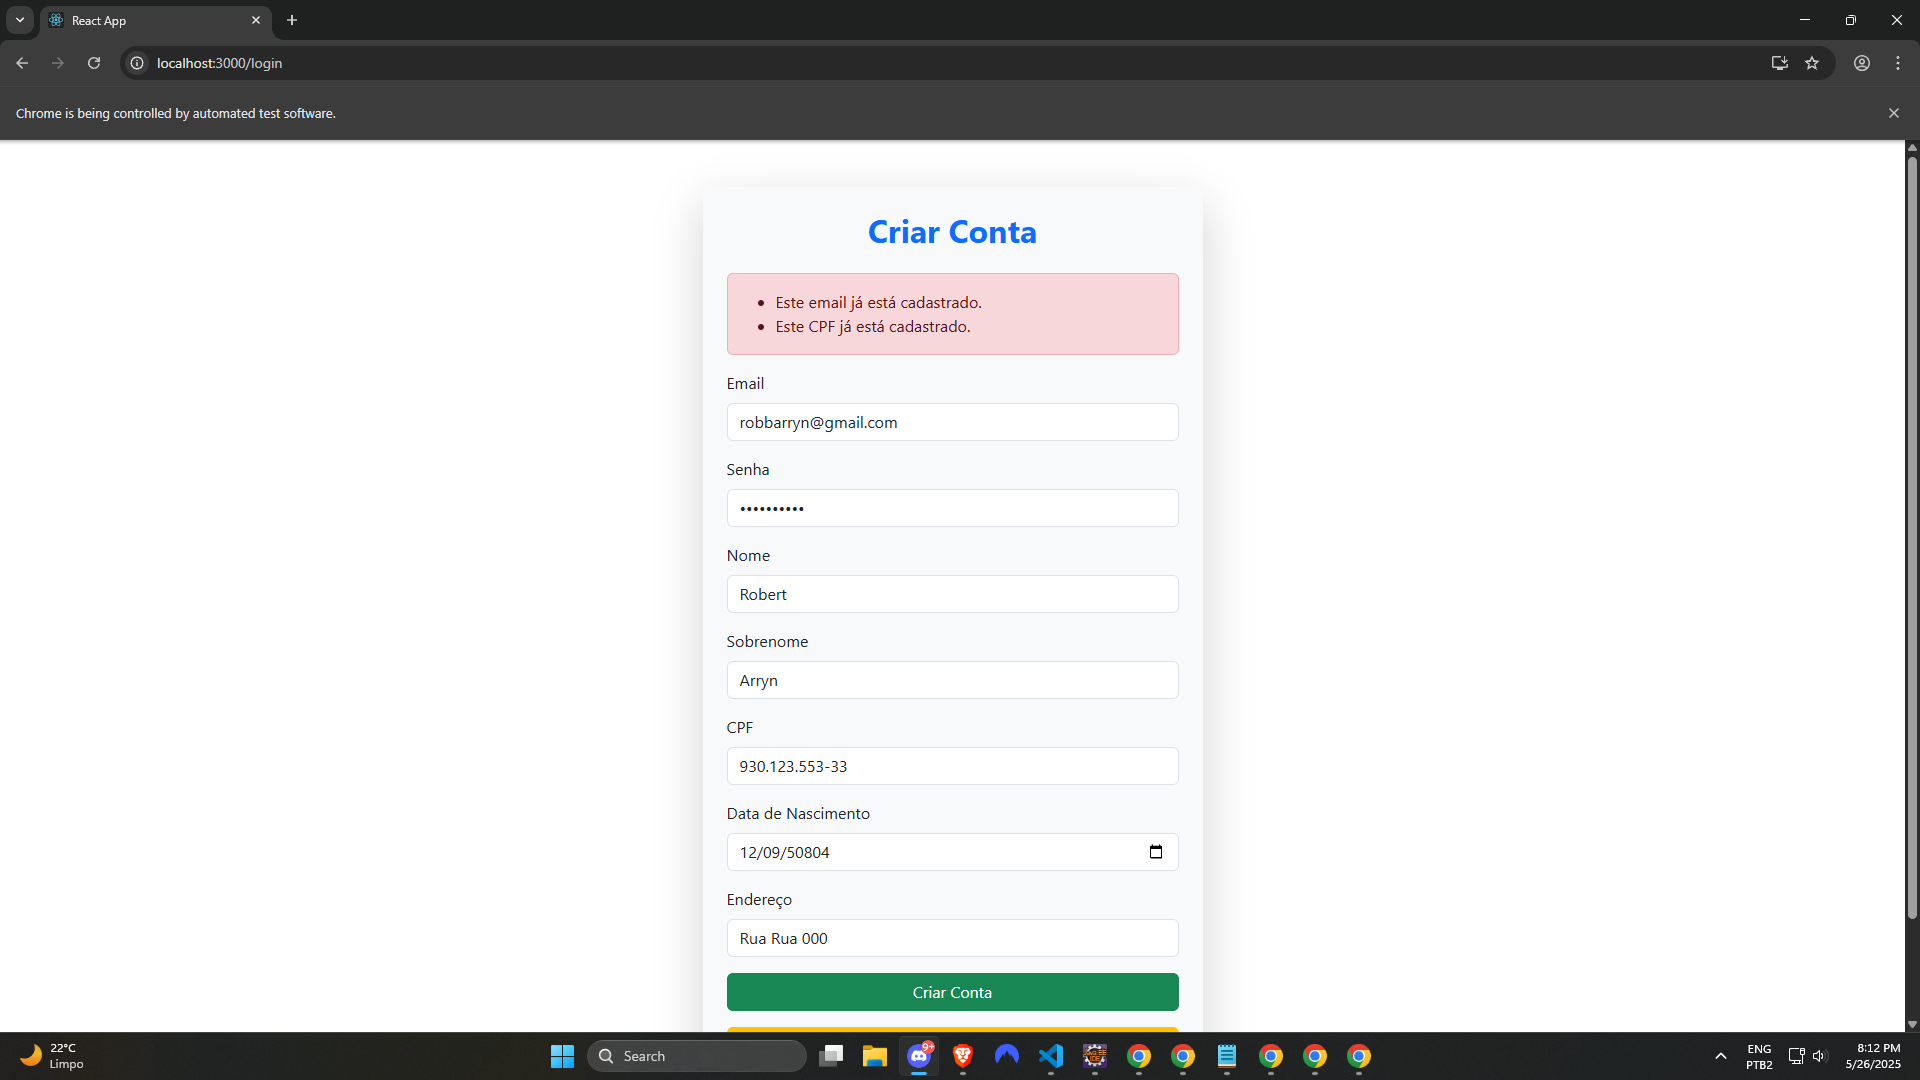 React App
localhost:3000/login
Chrome is being controlled by automated test software.
Criar Conta
Este email já está cadastrado.
Este CPF já está cadastrado.
Email
robbarryn@gmail.com
Senha
••••••••••
Nome
Robert
Sobrenome
Arryn
CPF
930.123.553-33
Data de Nascimento
12/09/50804
Endereço
Rua Rua 000
Criar Conta
22°C
Limpo
Search
9+
ENG
PTB2
8:12 PM
5/26/2025